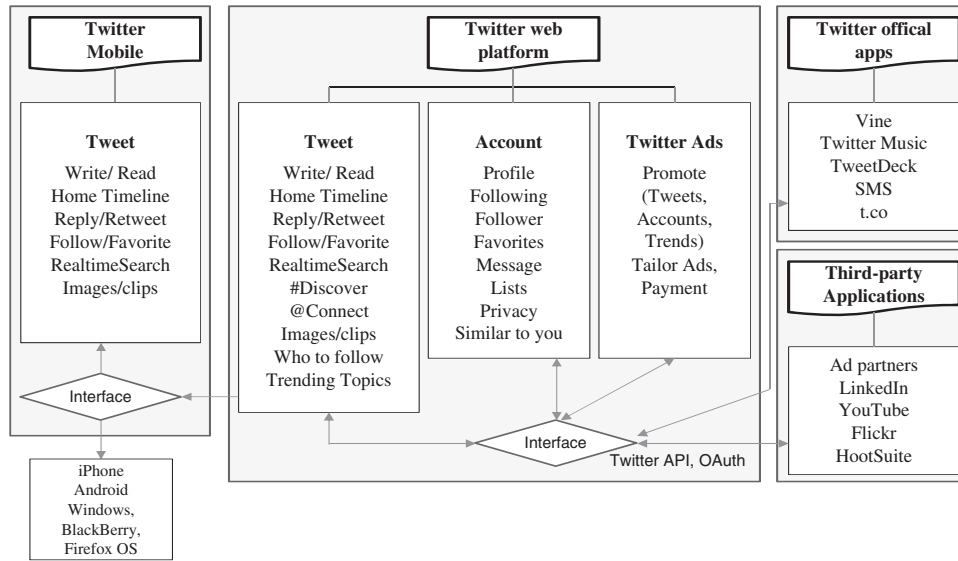 Twitter
Mobile
Tweet
Write/ Read
Home Timeline
Reply/Retweet
Follow/Favorite
RealtimeSearch
Images/clips
Interface
iPhone
Android
Windows,
BlackBerry,
Firefox OS
Twitter web
platform
Tweet
Write/ Read
Home Timeline
Reply/Retweet
Follow/Favorite
RealtimeSearch
#Discover
@Connect
Images/clips
Who to follow
Trending Topics
Account
Profile
Following
Follower
Favorites
Message
Lists
Privacy
Similar to you
Twitter Ads
Promote
(Tweets,
Accounts,
Trends)
Tailor Ads,
Payment
Interface
Twitter API, OAuth
Twitter offical
apps
Vine
Twitter Music
TweetDeck
SMS
t.co
Third-party
Applications
Ad partners
LinkedIn
YouTube
Flickr
HootSuite